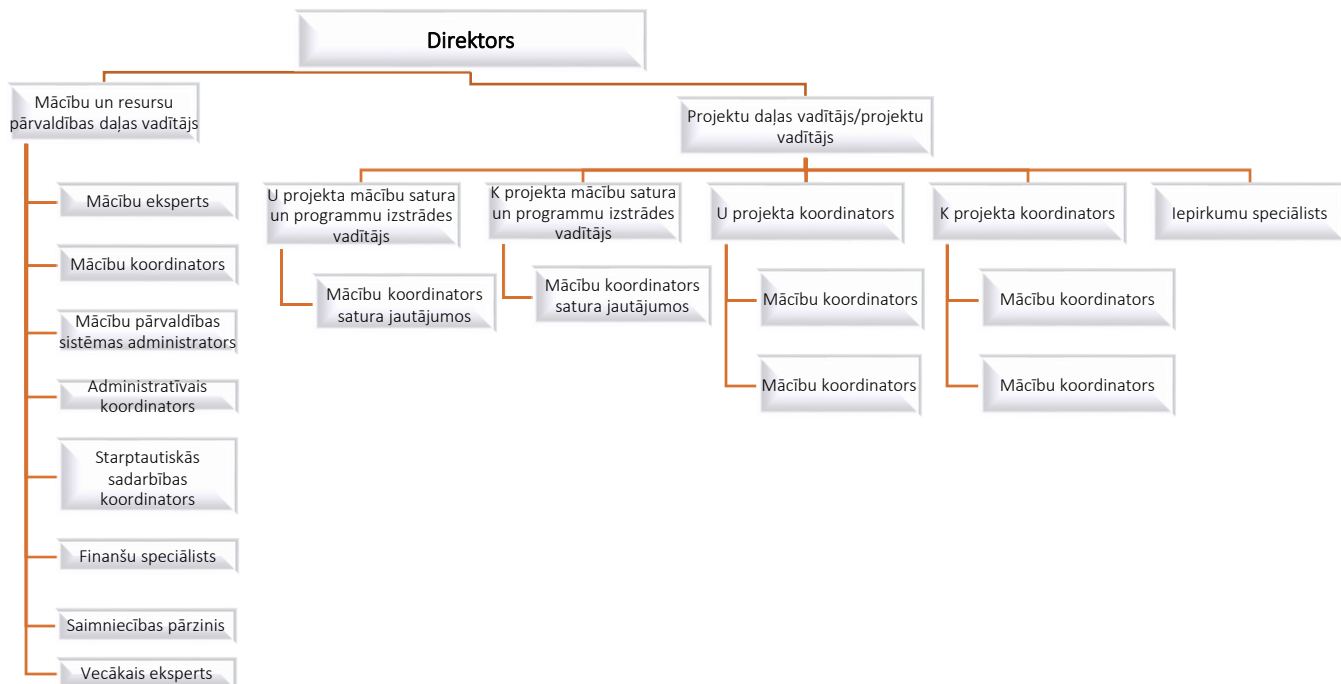 Direktors
Mācību un resursu
pārvaldības daļas vadītājs
Mācību eksperts
Mācību koordinators
Mācību pārvaldības
sistēmas administrators
Administratīvais
koordinators
Starptautiskās
sadarbības
koordinators
Finanšu speciālists
Saimniecības pārzinis
Vecākais eksperts
Projektu daļas vadītājs/projektu
vadītājs
U projekta mācību satura
un programmu izstrādes
vadītājs
Mācību koordinators
satura jautājumos
K projekta mācību satura
un programmu izstrādes
vadītājs
Mācību koordinators
satura jautājumos
U projekta koordinators
Mācību koordinators
Mācību koordinators
K projekta koordinators
Mācību koordinators
Mācību koordinators
Iepirkumu speciālists